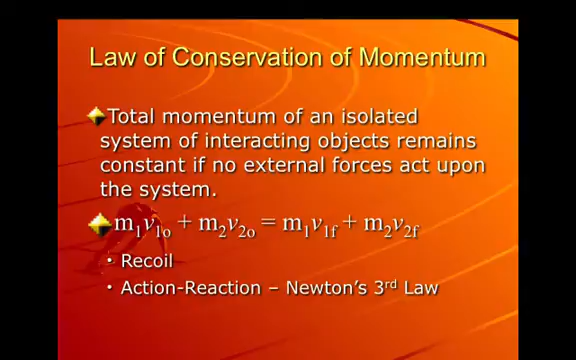 Law of Conservation of Momentum
Total momentum of an isolated
system of interacting objects remains
constant if no external forces act upon
the system.
m₁v₁ₒ + m₂v₂ₒ = m₁v₁f + m₂v₂f
• Recoil
• Action-Reaction – Newton's 3rd Law